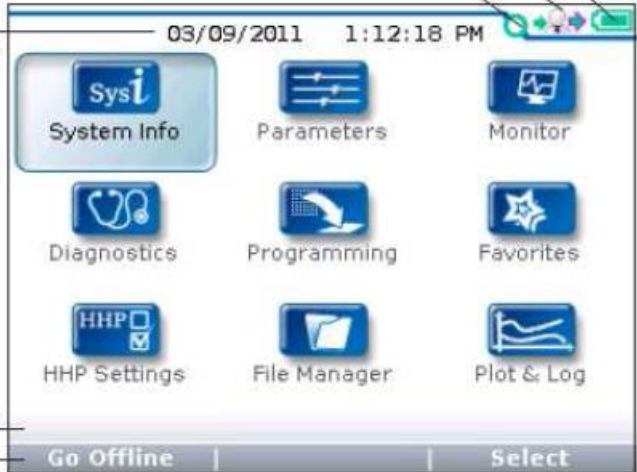 03/09/2011 1:12:18 PM
Sysi
System Info
Parameters
Monitor
Diagnostics
Programming
Favorites
HHP
HHP Settings
File Manager
Plot & Log
Go Offline | | Select